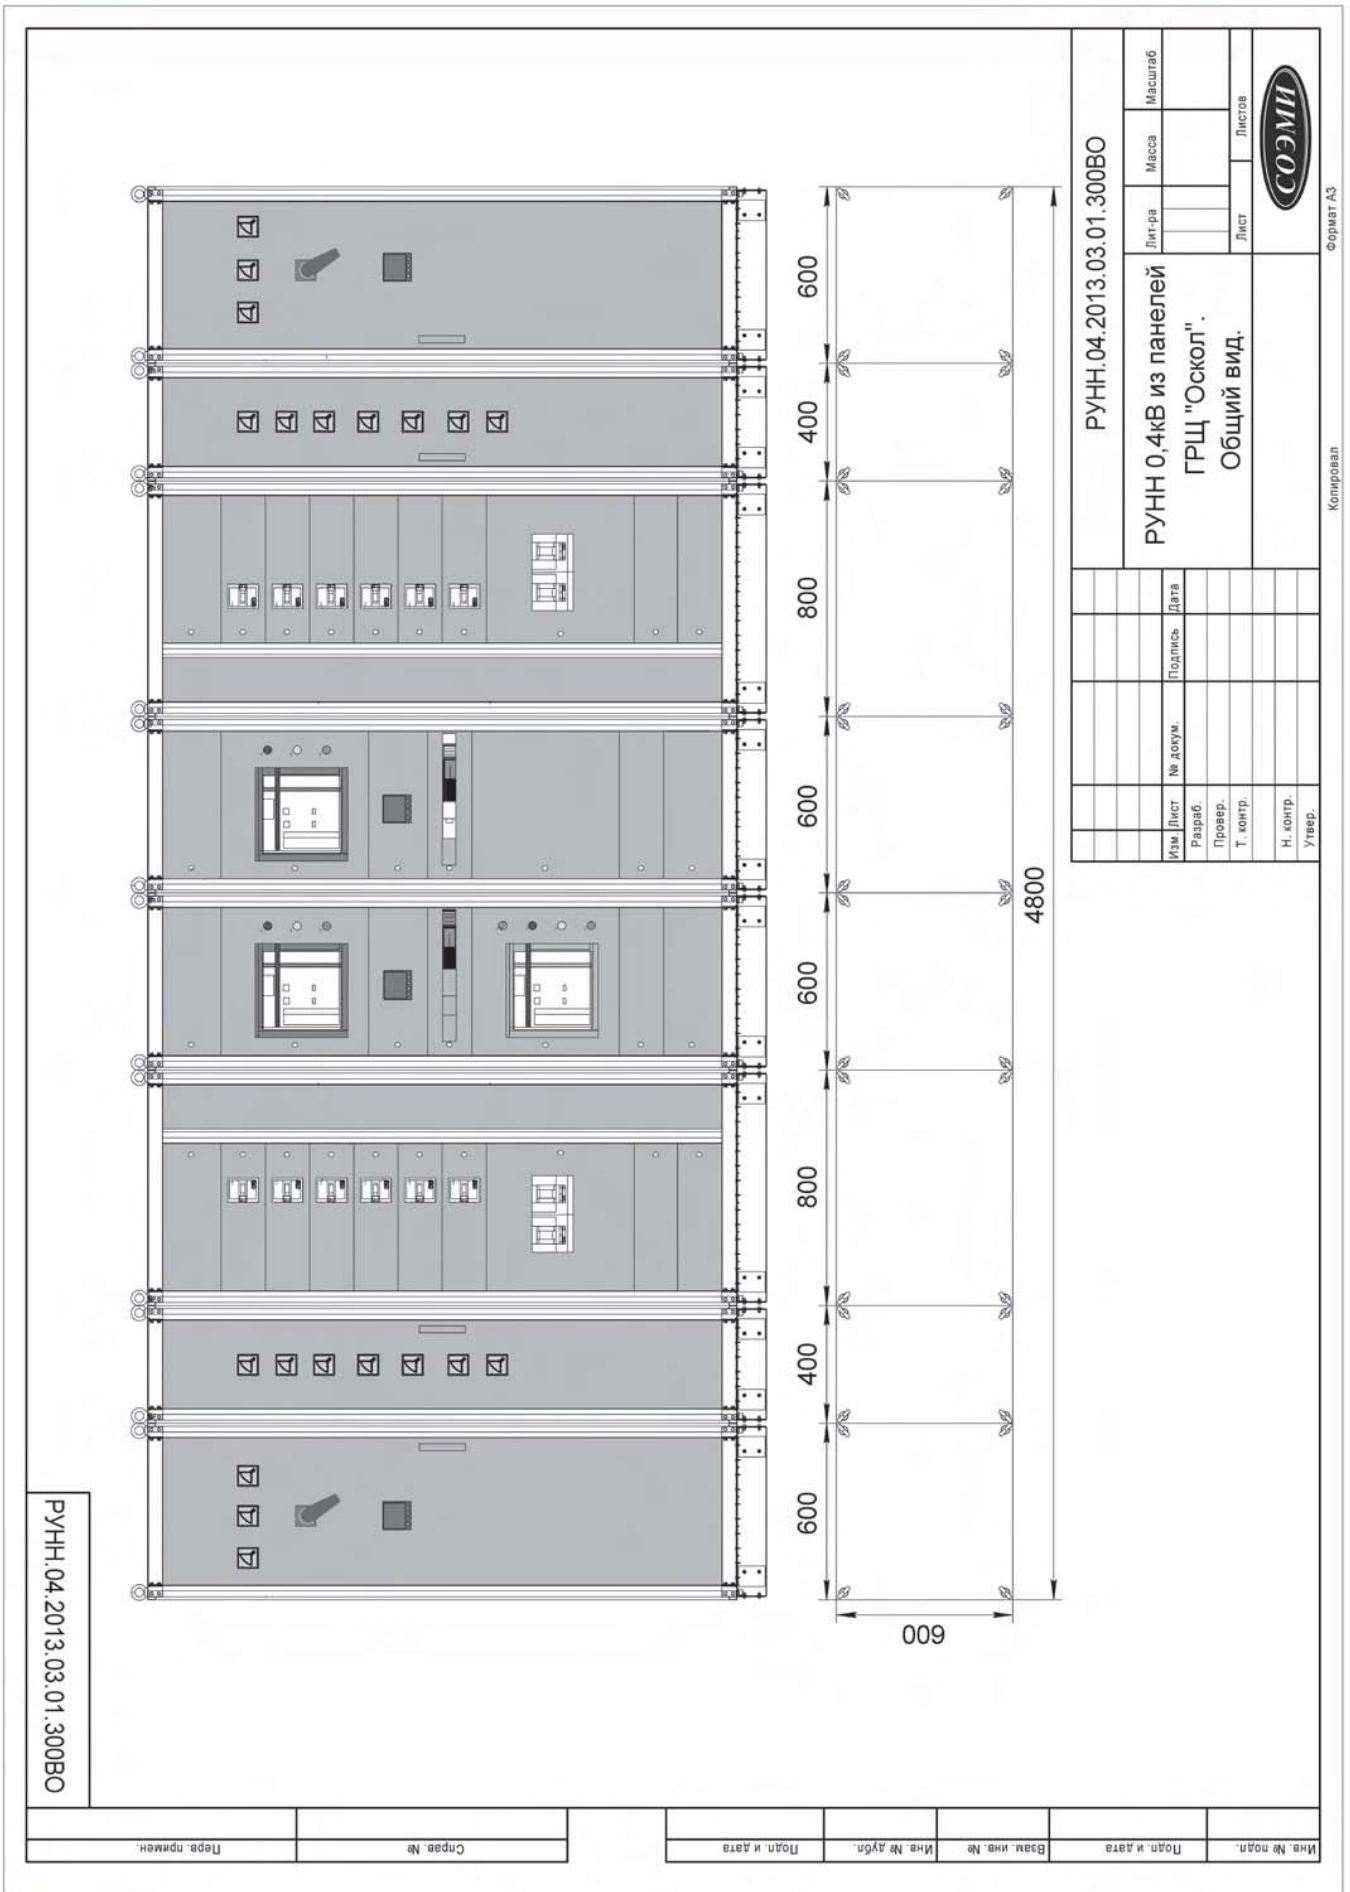 РУНН.04.2013.03.01.300ВО
600
400
800
600
600
800
400
600
600
4800
РУНН.04.2013.03.01.300ВО
РУНН 0,4кВ из панелей
ГРЩ "Оскол".
Общий вид.
Лит-ра Масса Масштаб
Лист Листов
СОЭМИ
Изм. Лист № докум. Подпись Дата
Разраб.
Провер.
Т. контр.
Н. контр.
Утвер.
Копировал Формат А3
Перв. примен.
Справ. №
Подп. и дата
Инв. № дубл.
Взам. инв. №
Подп. и дата
Инв. № подл.